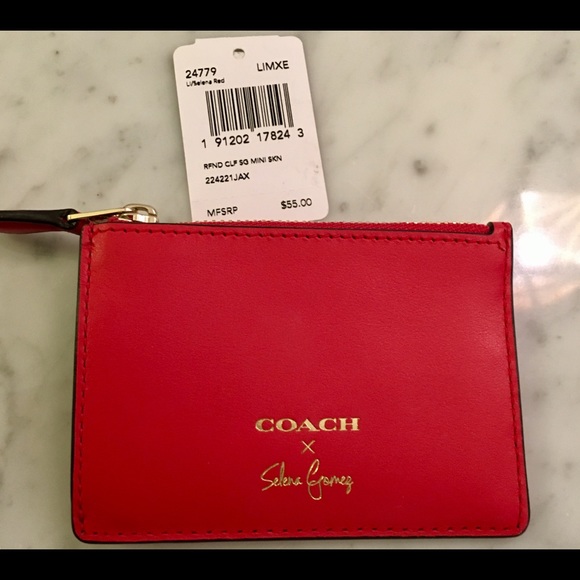 24779 LIMXE
LI/Selena Red
1 91202 17824 3
RFND CLF SG MINI SKN
224221JAX
MFSRP $55.00
COACH
X
Selena Gomez